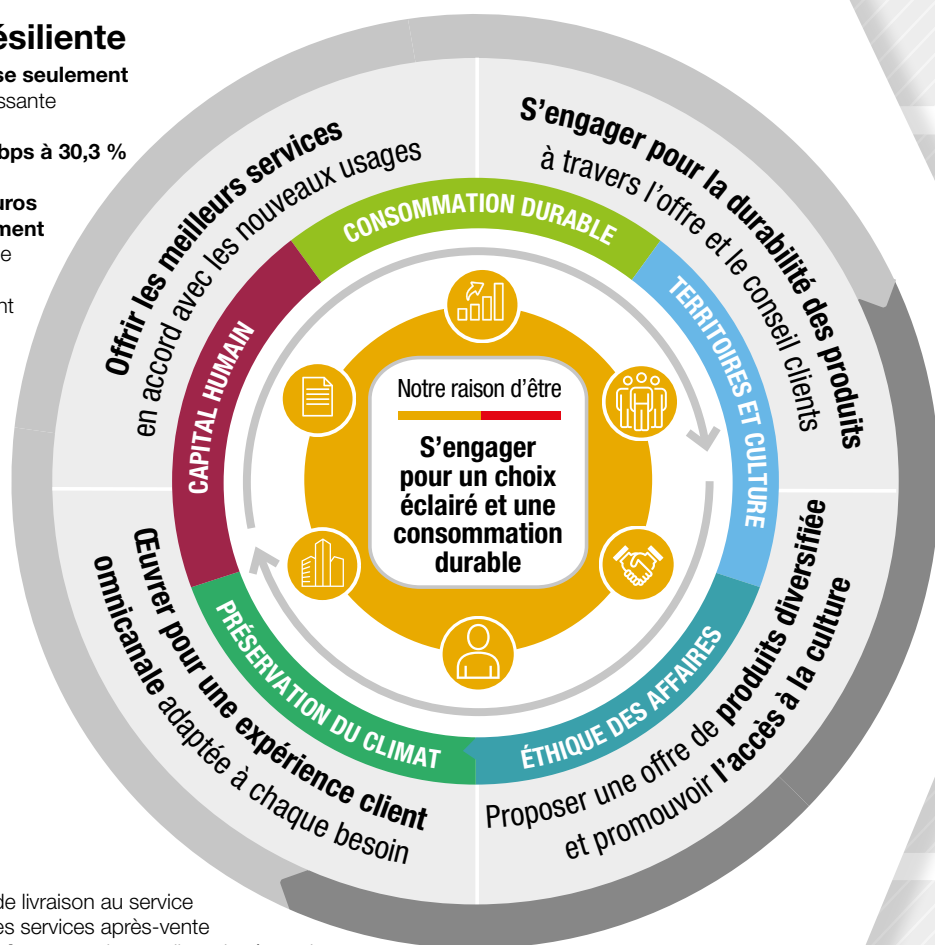 ésiliente
se seulement
ssante
bps à 30,3 %
uros
ment
e
nt
Offrir les meilleurs services
en accord avec les nouveaux usages
S’engager pour la durabilité des produits
à travers l’offre et le conseil clients
CONSOMMATION DURABLE
TERRITOIRES ET CULTURE
CAPITAL HUMAIN
Notre raison d’être
S’engager
pour un choix
éclairé et une
consommation
durable
PRÉSERVATION DU CLIMAT
ÉTHIQUE DES AFFAIRES
Œuvrer pour une expérience client
omnicanale adaptée à chaque besoin
Proposer une offre de produits diversifiée
et promouvoir l’accès à la culture
de livraison au service
es services après-vente